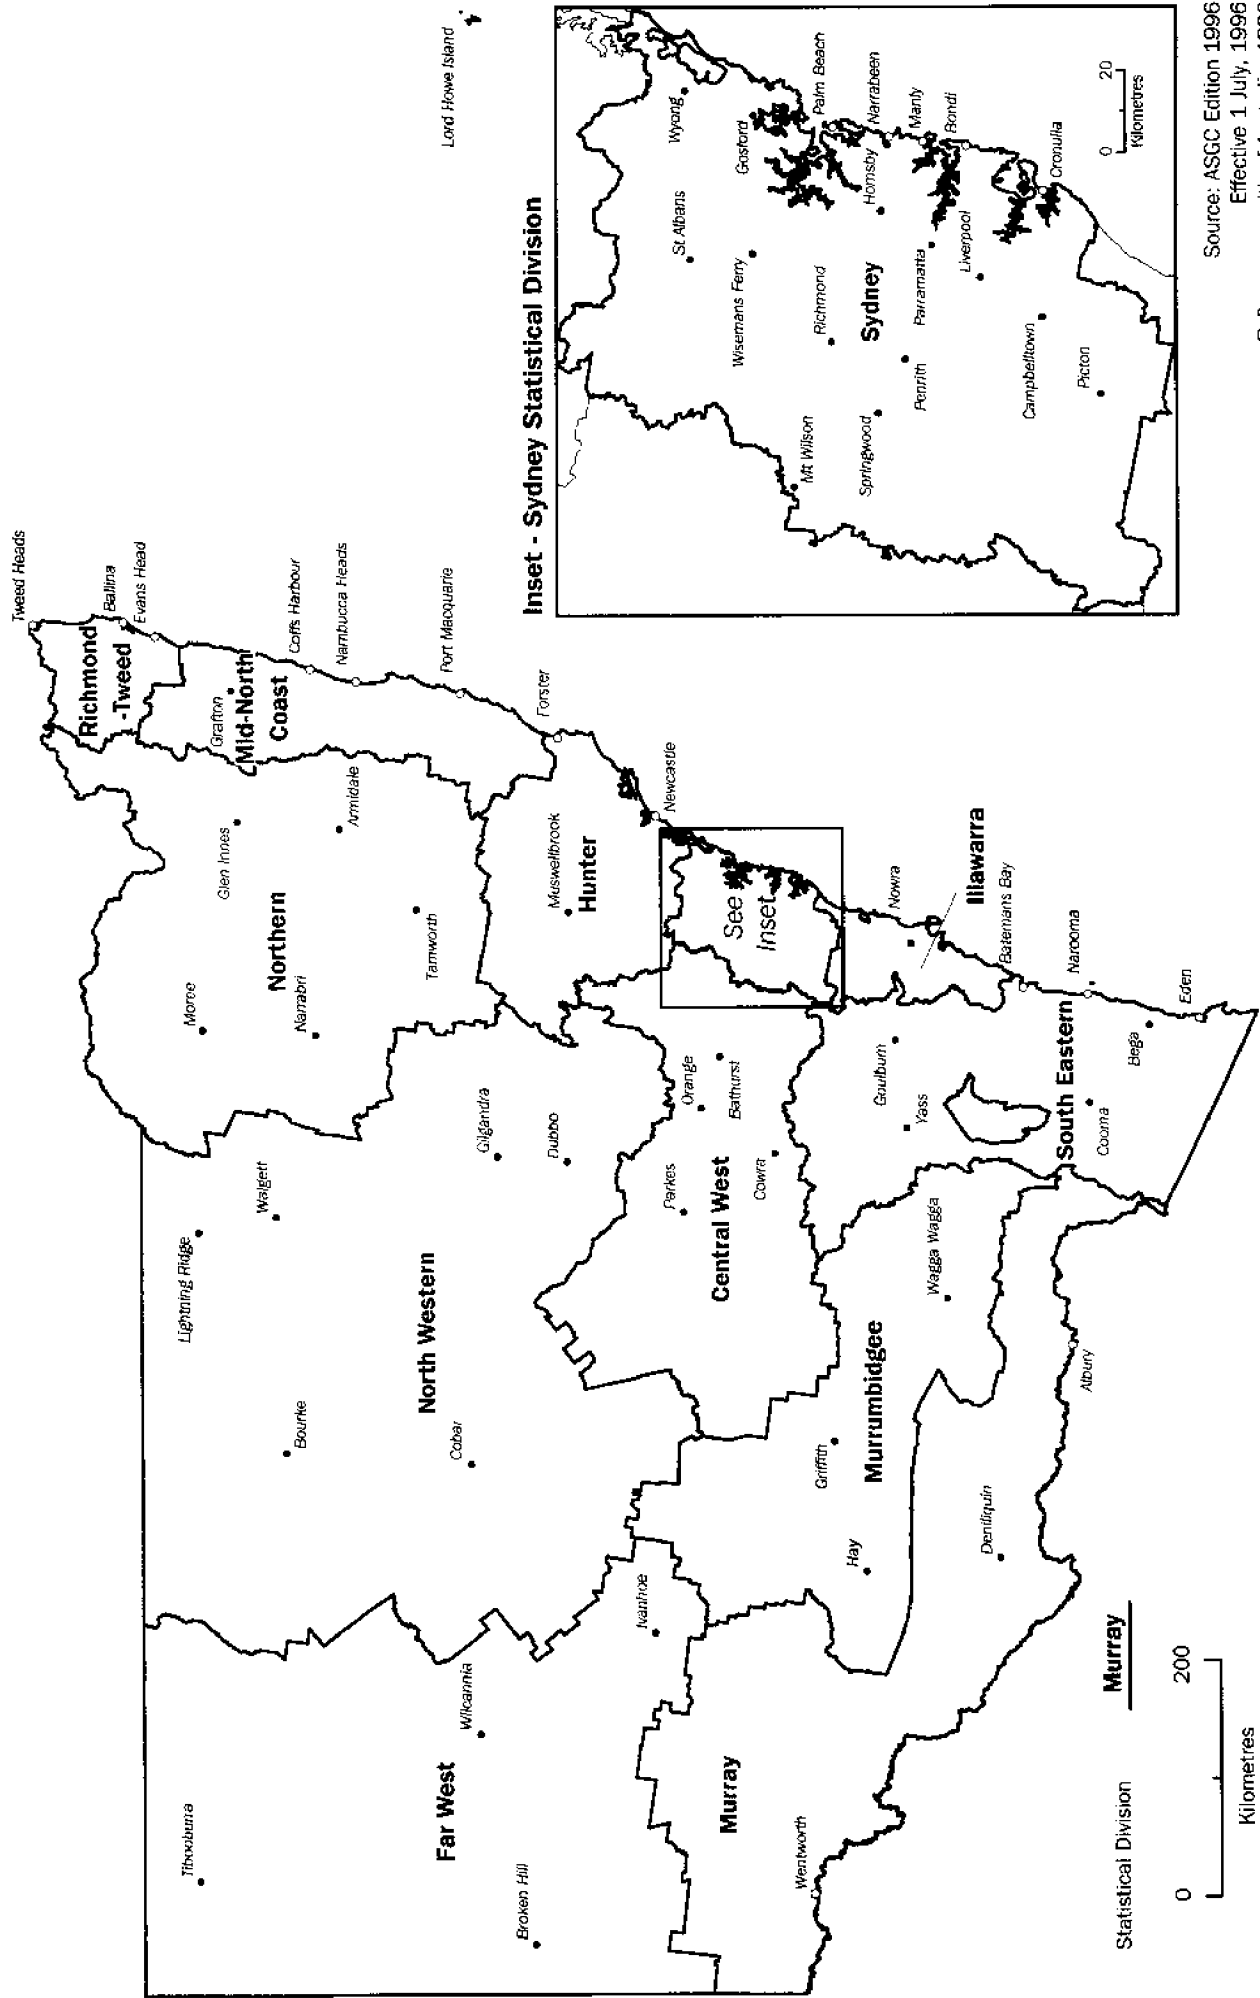 Lord Howe Island
Tweed Heads
Richmond
-Tweed
Ballina
Evans Head
Grafton
Mid-North
Coast
Coffs Harbour
Nambucca Heads
Port Macquarie
Forster
Glen Innes
Armidale
Northern
Moree
Narrabri
Tamworth
Muswellbrook
Hunter
Newcastle
See
Inset
Lightning Ridge
Walgett
Bourke
North Western
Cobar
Gilgandra
Dubbo
Tibooburra
Far West
Wilcannia
Broken Hill
Ivanhoe
Orange
Bathurst
Parkes
Central West
Cowra
Nowra
Illawarra
Batemans Bay
Narooma
Eden
Bega
Goulburn
Yass
South Eastern
Cooma
Wagga Wagga
Murrumbidgee
Griffith
Hay
Albury
Deniliquin
Murray
Wentworth
Statistical Division
Murray
0 200
Kilometres
Inset - Sydney Statistical Division
Wyong
Gosford
St Albans
Wisemans Ferry
Palm Beach
Narrabeen
Manly
Bondi
Hornsby
Richmond
Sydney
Parramatta
Liverpool
Cronulla
Mt Wilson
Springwood
Penrith
Campbelltown
Picton
0 20
Kilometres
Source: ASGC Edition 1996
Effective 1 July, 1996